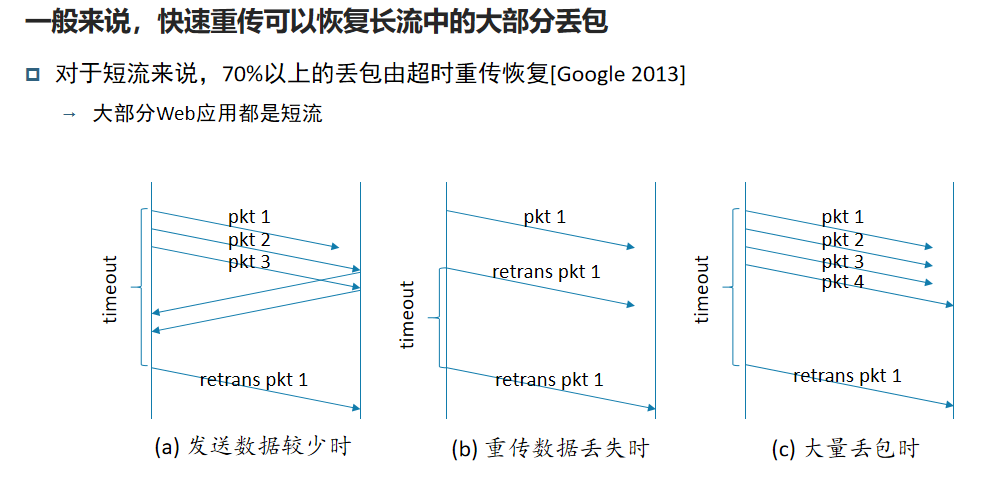 一般来说，快速重传可以恢复长流中的大部分丢包
对于短流来说，70%以上的丢包由超时重传恢复[Google 2013]
→ 大部分Web应用都是短流
timeout
pkt 1
pkt 2
pkt 3
retrans pkt 1
(a) 发送数据较少时
timeout
pkt 1
retrans pkt 1
retrans pkt 1
(b) 重传数据丢失时
timeout
pkt 1
pkt 2
pkt 3
pkt 4
retrans pkt 1
(c) 大量丢包时